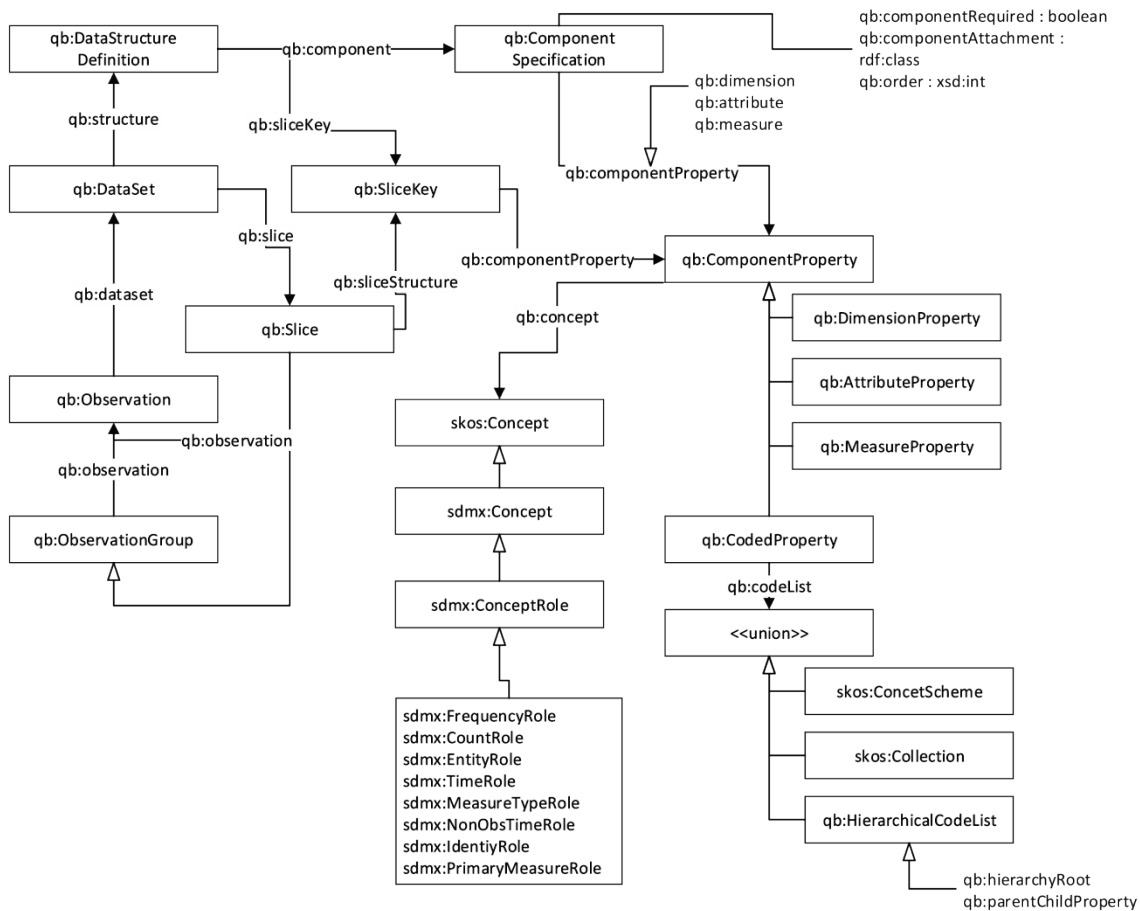 qb:DataStructure
Definition
qb:component
qb:Component
Specification
qb:componentRequired : boolean
qb:componentAttachment :
rdf:class
qb:order : xsd:int
qb:dimension
qb:attribute
qb:measure
qb:structure
qb:sliceKey
qb:componentProperty
qb:DataSet
qb:SliceKey
qb:slice
qb:componentProperty
qb:ComponentProperty
qb:dataset
qb:sliceStructure
qb:Slice
qb:concept
qb:DimensionProperty
qb:AttributeProperty
qb:MeasureProperty
qb:Observation
skos:Concept
qb:observation
qb:observation
sdmx:Concept
qb:ObservationGroup
qb:CodedProperty
qb:codeList
sdmx:ConceptRole
<<union>>
skos:ConcetScheme
skos:Collection
qb:HierarchicalCodeList
sdmx:FrequencyRole
sdmx:CountRole
sdmx:EntityRole
sdmx:TimeRole
sdmx:MeasureTypeRole
sdmx:NonObsTimeRole
sdmx:IdentiyRole
sdmx:PrimaryMeasureRole
qb:hierarchyRoot
qb:parentChildProperty